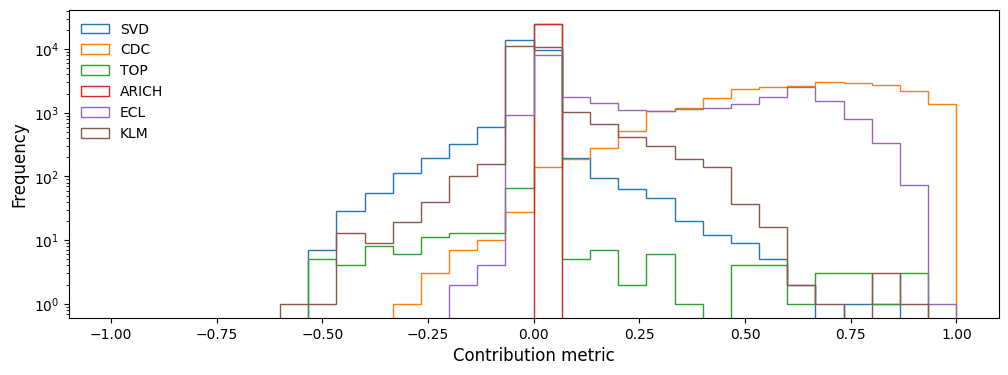 SVD
CDC
TOP
ARICH
ECL
KLM
10⁴
10³
10²
10¹
10⁰
Frequency
−1.00 −0.75 −0.50 −0.25 0.00 0.25 0.50 0.75 1.00
Contribution metric